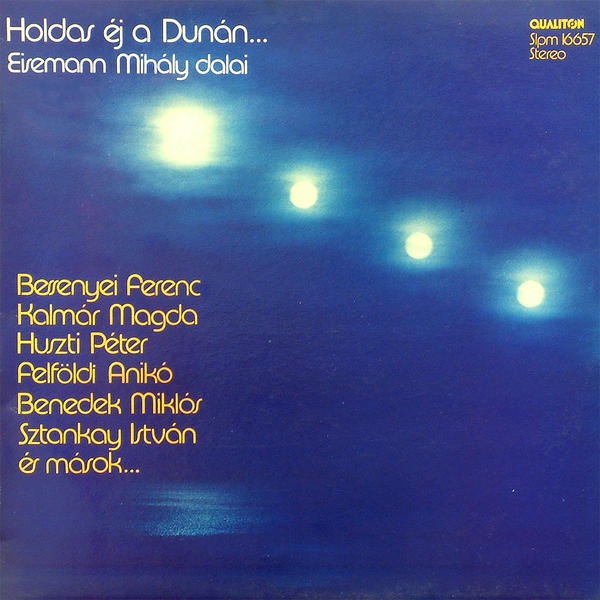 Holdas éj a Dunán...
Eisemann Mihály dalai
QUALITON
Slpm 16657
Stereo
Bessenyei Ferenc
Kalmár Magda
Huszti Péter
Felföldi Anikó
Benedek Miklós
Sztankay István
és mások...